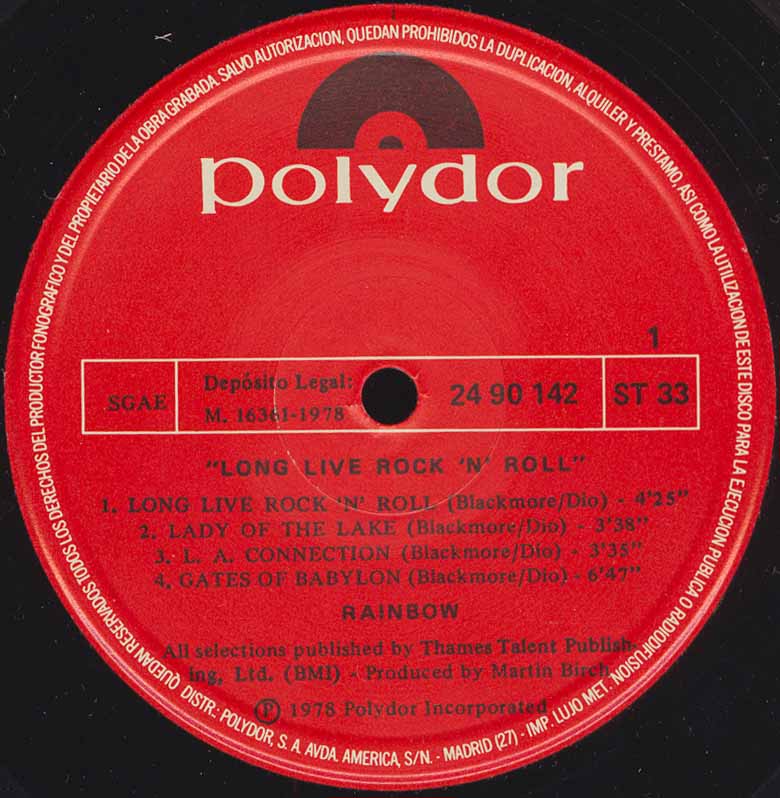 polydor
1
SGAE
Depósito Legal:
M. 16361-1978
24 90 142
ST 33
"LONG LIVE ROCK 'N' ROLL"
1. LONG LIVE ROCK 'N' ROLL (Blackmore/Dio) - 4'25"
2. LADY OF THE LAKE (Blackmore/Dio) - 3'38"
3. L. A. CONNECTION (Blackmore/Dio) - 3'35"
4. GATES OF BABYLON (Blackmore/Dio) - 6'47"
RAINBOW
All selections published by Thames Talent Publish-
ing, Ltd. (BMI) - Produced by Martin Birch
Ⓟ 1978 Polydor Incorporated
QUEDAN RESERVADOS TODOS LOS DERECHOS DEL PRODUCTOR FONOGRAFICO Y DEL PROPIETARIO DE LA OBRA GRABADA. SALVO AUTORIZACION, QUEDAN PROHIBIDOS LA DUPLICACION, ALQUILER Y PRESTAMO, ASI COMO LA UTILIZACION DE ESTE DISCO PARA LA EJECUCION PUBLICA O RADIODIFUSION
DISTR.: POLYDOR, S. A. AVDA. AMERICA, S/N. - MADRID (27) - IMP. LUJO MET.